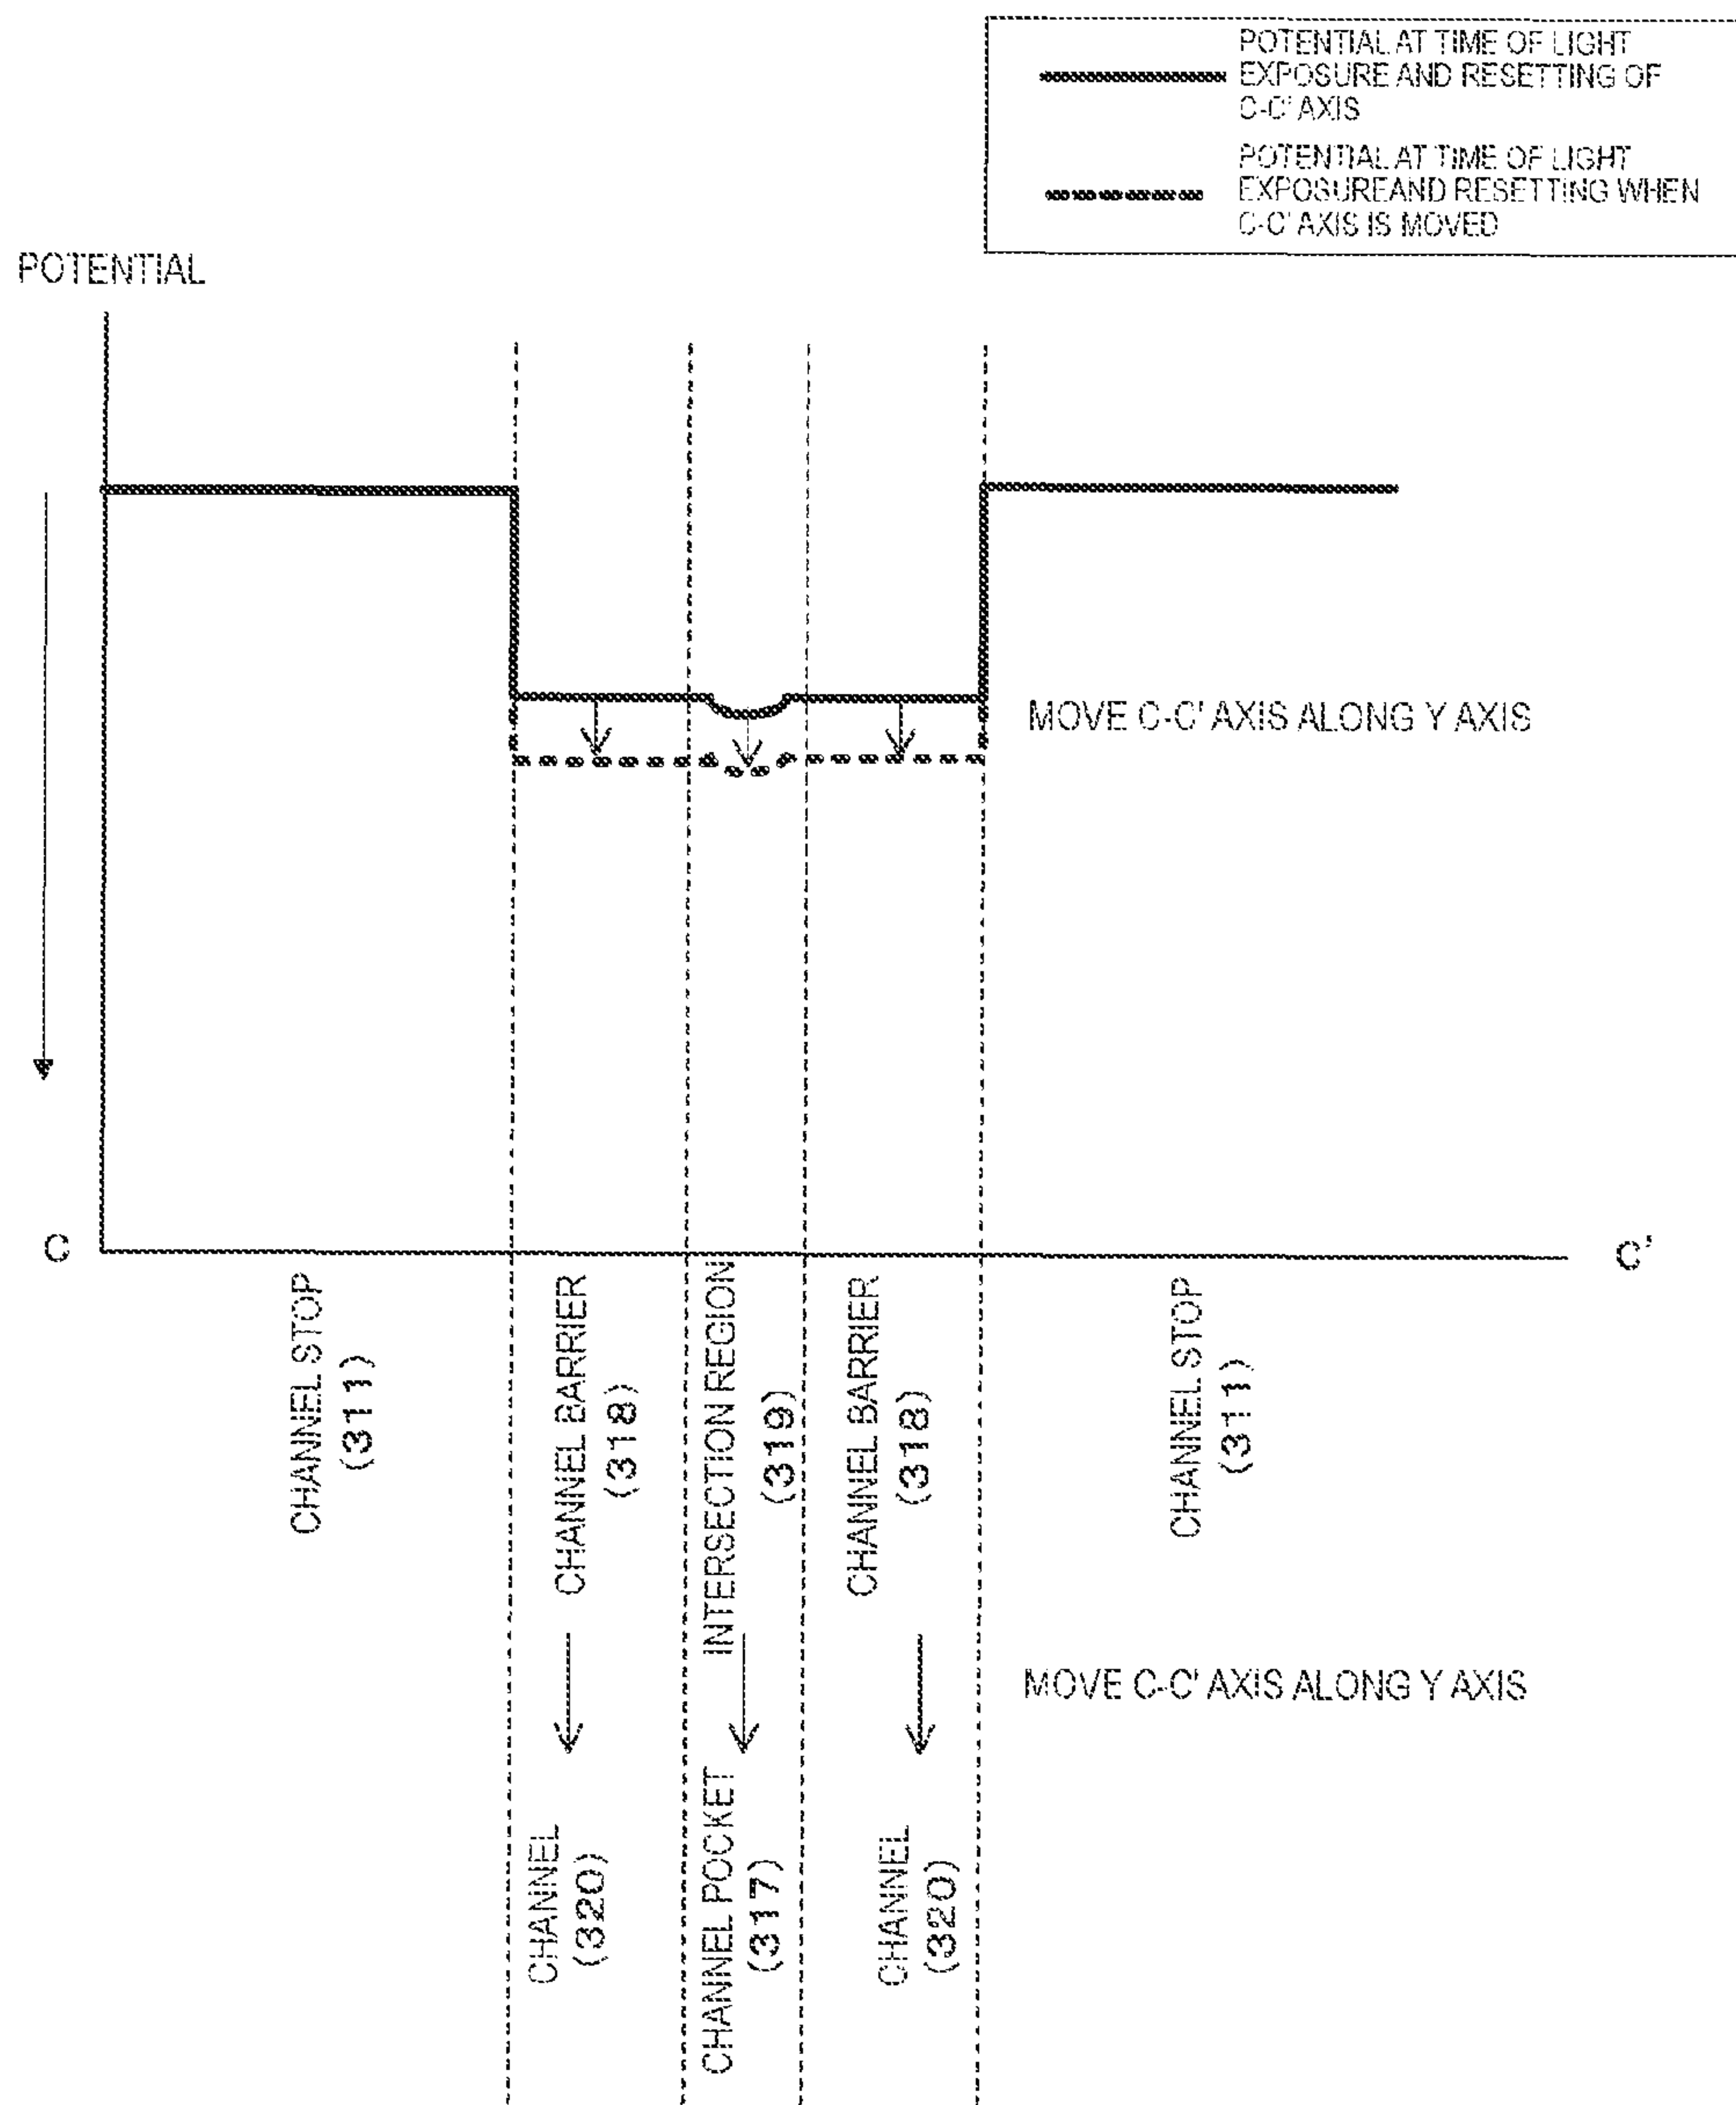 POTENTIAL AT TIME OF LIGHT
EXPOSURE AND RESETTING OF
C-C' AXIS
POTENTIAL AT TIME OF LIGHT
EXPOSUREAND RESETTING WHEN
C-C' AXIS IS MOVED
POTENTIAL
MOVE C-C' AXIS ALONG Y AXIS
C
C'
CHANNEL STOP
(311)
CHANNEL BARRIER
(318)
INTERSECTION REGION
(319)
CHANNEL BARRIER
(318)
CHANNEL STOP
(311)
MOVE C-C' AXIS ALONG Y AXIS
CHANNEL
(320)
CHANNEL POCKET
(317)
CHANNEL
(320)